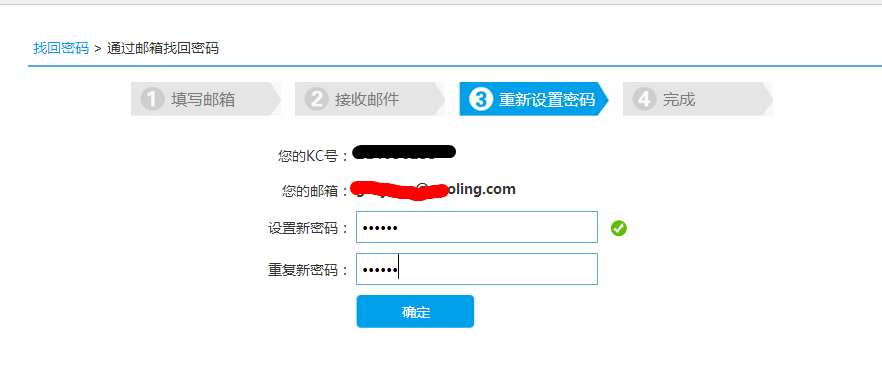 找回密码 > 通过邮箱找回密码
1 填写邮箱 2 接收邮件 3 重新设置密码 4 完成
您的KC号：
您的邮箱：oling.com
设置新密码：••••••
重复新密码：••••••
确定